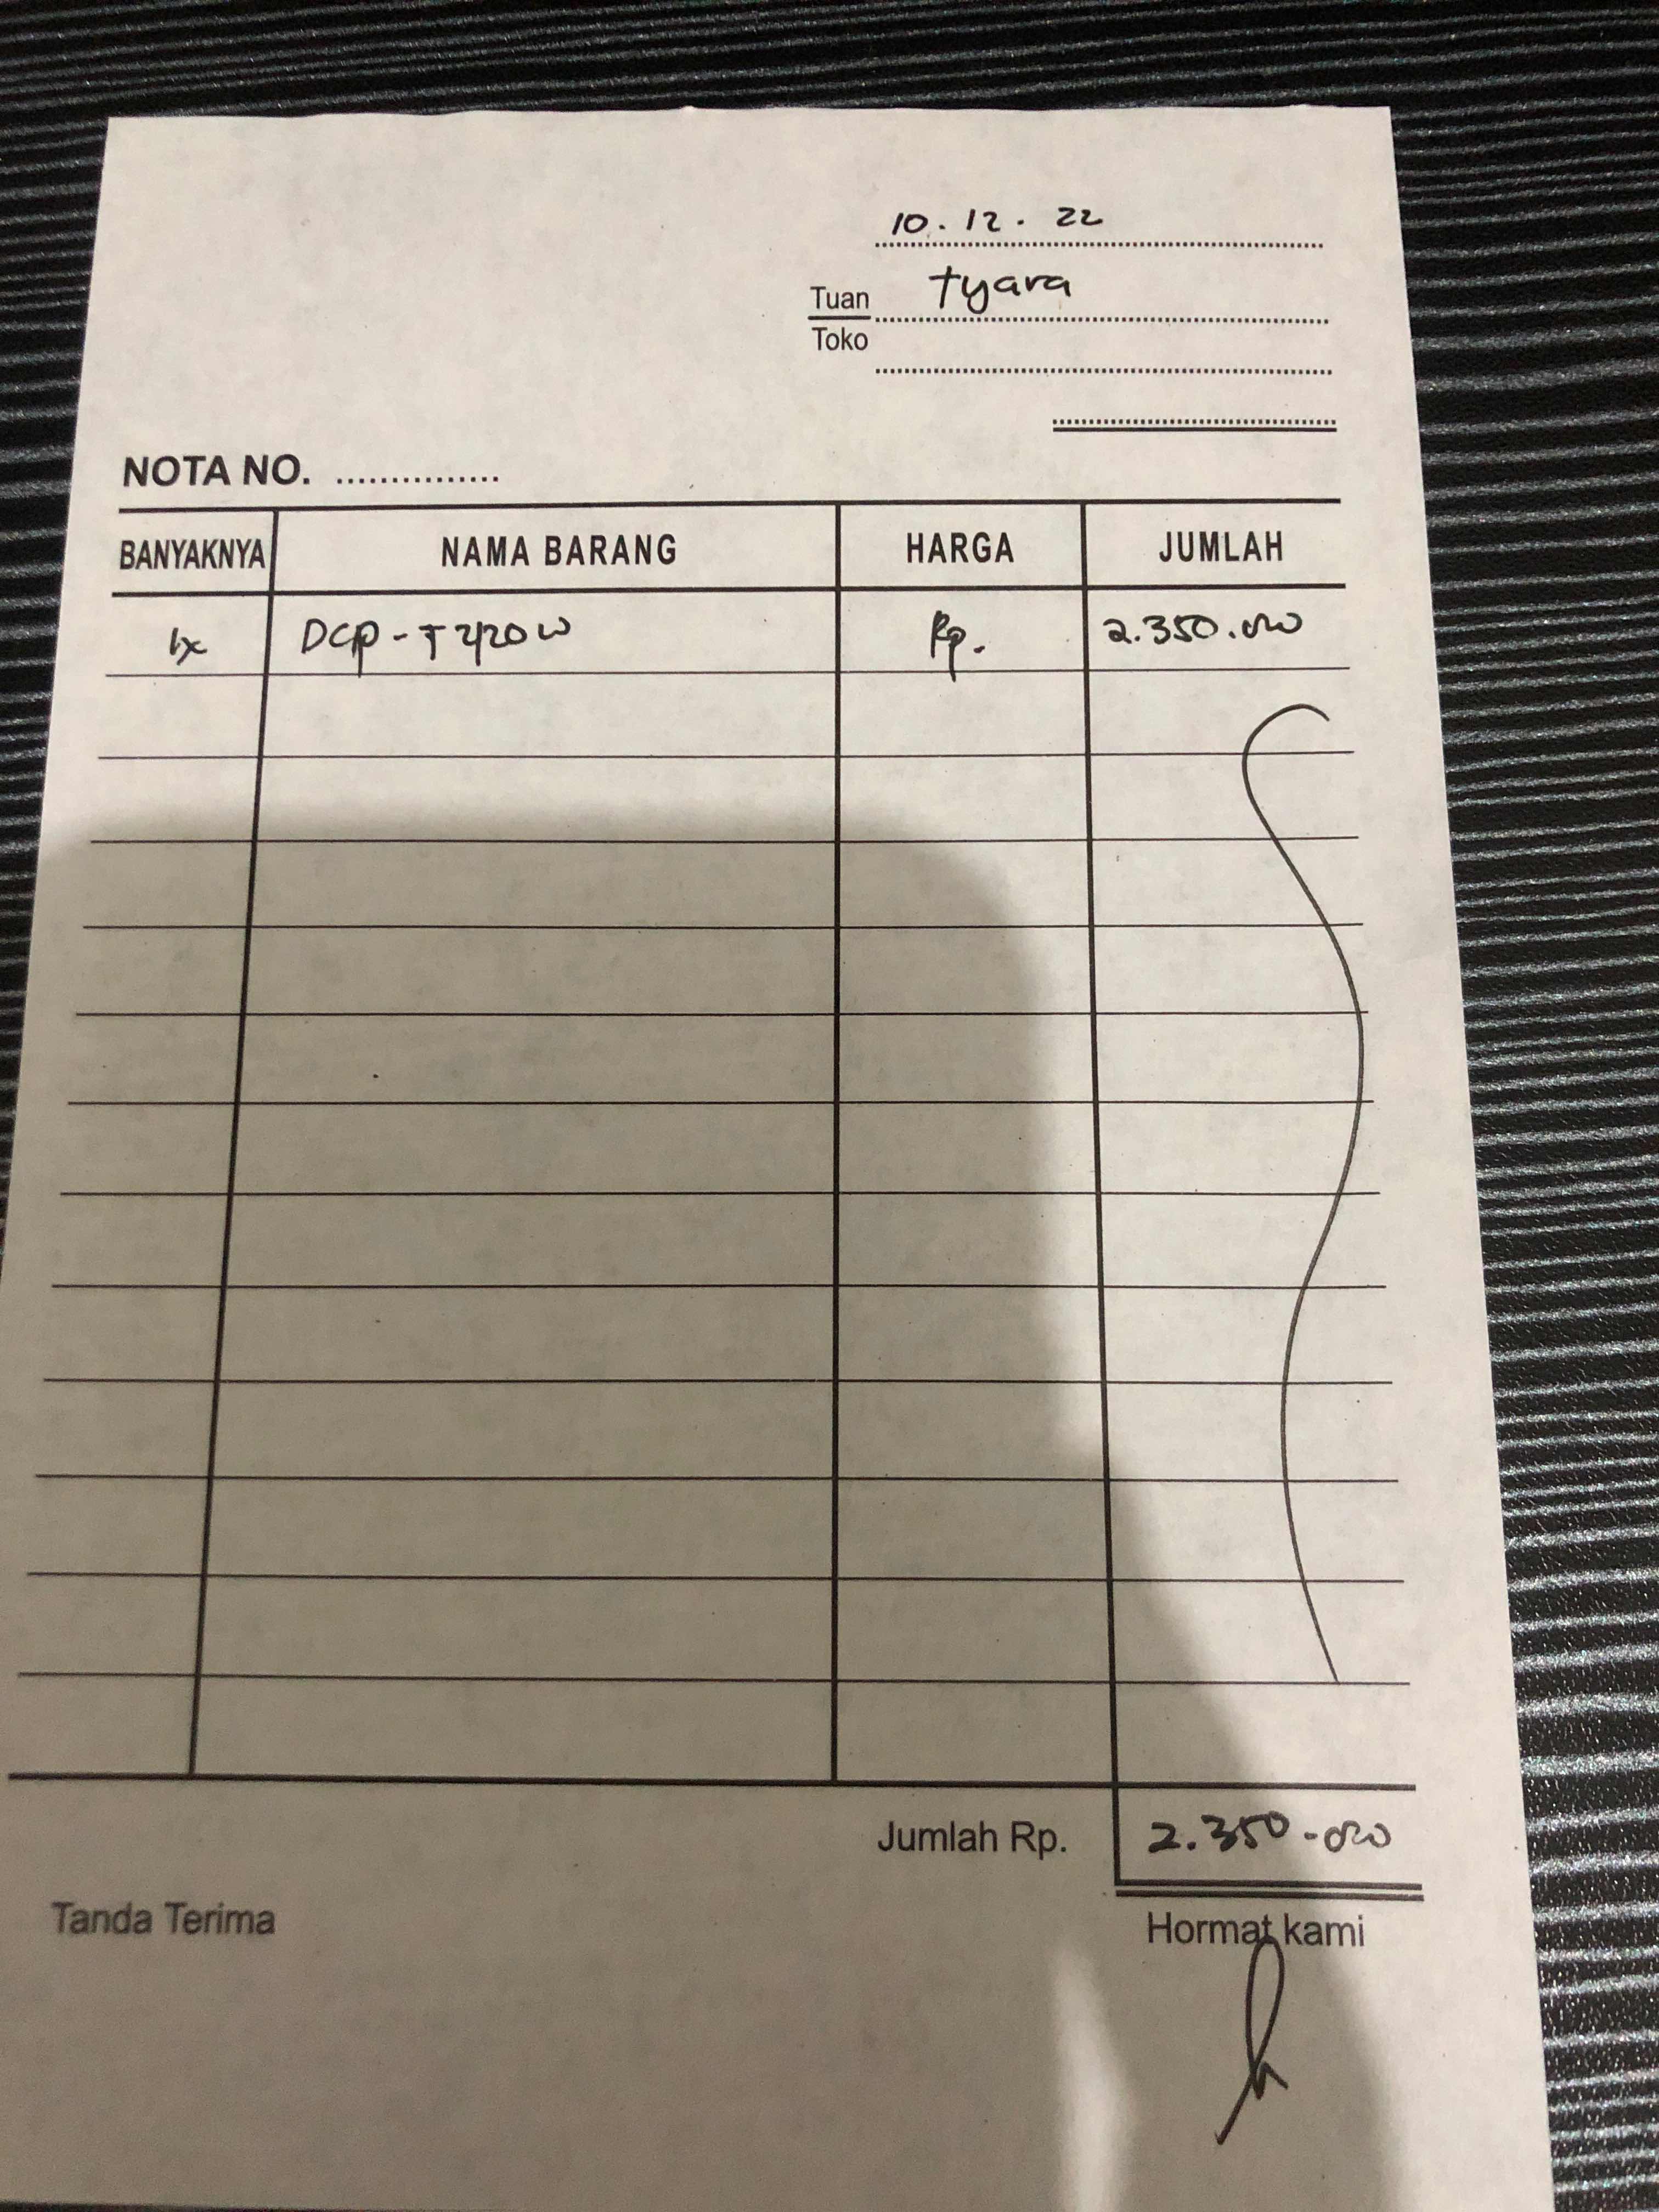 10.12.22
Tuan Tyara
Toko
NOTA NO. ...............
BANYAKNYA NAMA BARANG HARGA JUMLAH
1x DCP-T420W Rp. 2.350.000
Jumlah Rp. 2.350.000
Tanda Terima Hormat kami